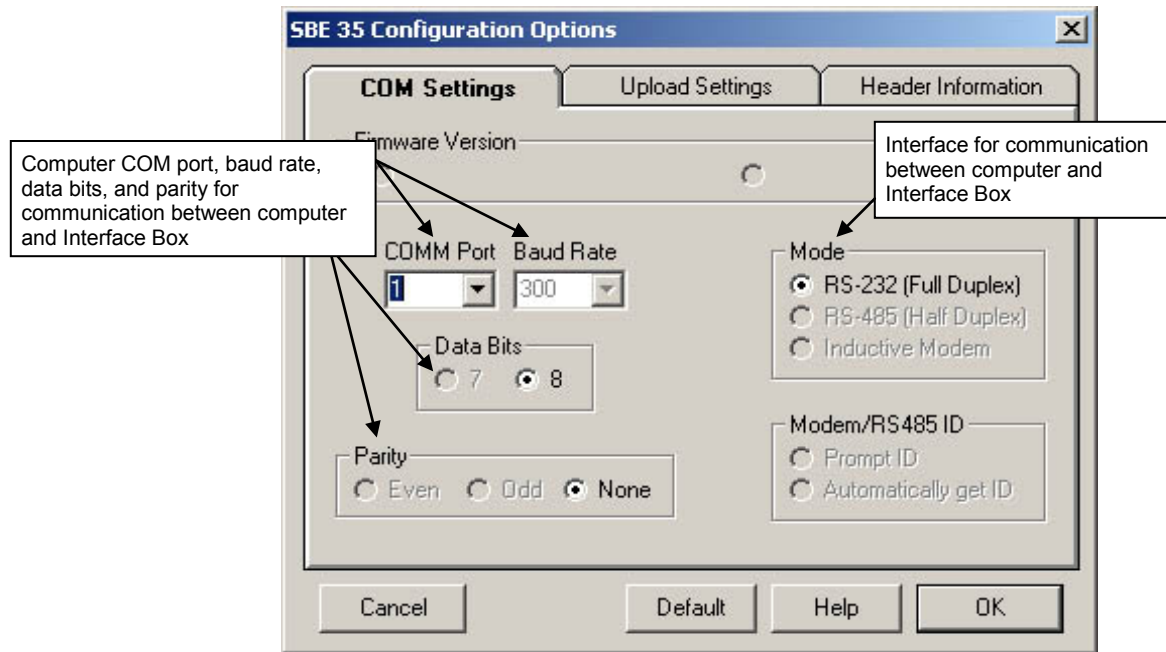 SBE 35 Configuration Options
COM Settings
Upload Settings
Header Information
Firmware Version
Computer COM port, baud rate,
data bits, and parity for
communication between computer
and Interface Box
Interface for communication
between computer and
Interface Box
COMM Port
Baud Rate
1
300
Data Bits
7
8
Parity
Even
Odd
None
Mode
RS-232 (Full Duplex)
RS-485 (Half Duplex)
Inductive Modem
Modem/RS485 ID
Prompt ID
Automatically get ID
Cancel
Default
Help
OK